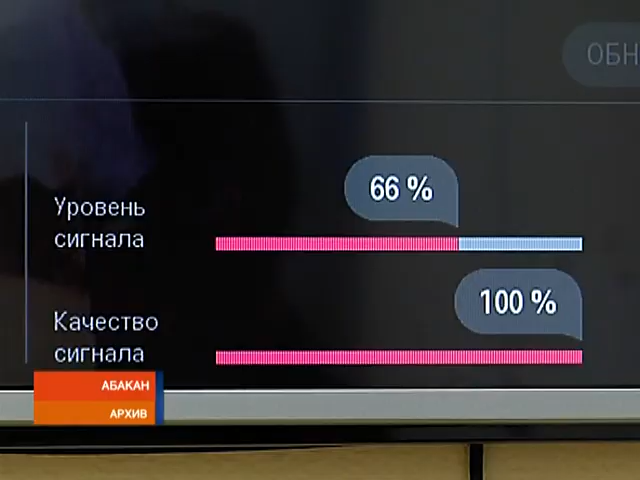 ОБН
66 %
Уровень
сигнала
100 %
Качество
сигнала
АБАКАН
АРХИВ